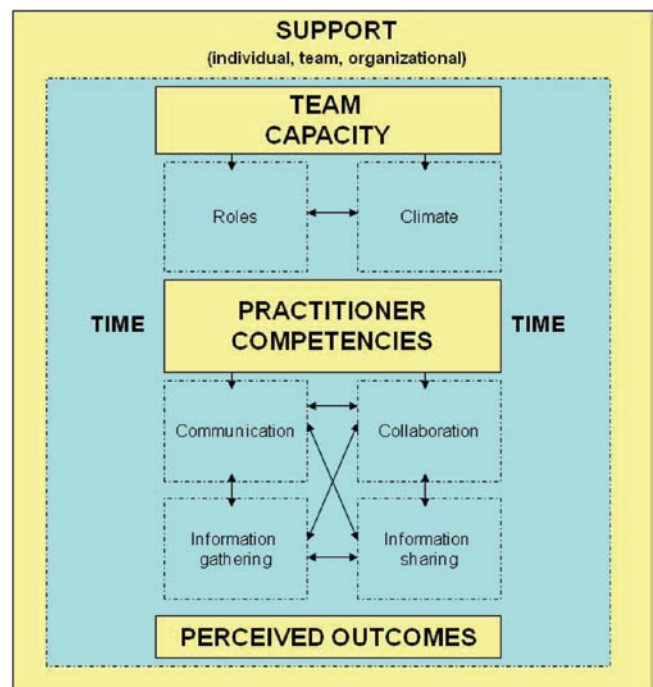 SUPPORT
(individual, team, organizational)
TEAM
CAPACITY
Roles
Climate
TIME
PRACTITIONER
COMPETENCIES
TIME
Communication
Collaboration
Information
gathering
Information
sharing
PERCEIVED OUTCOMES